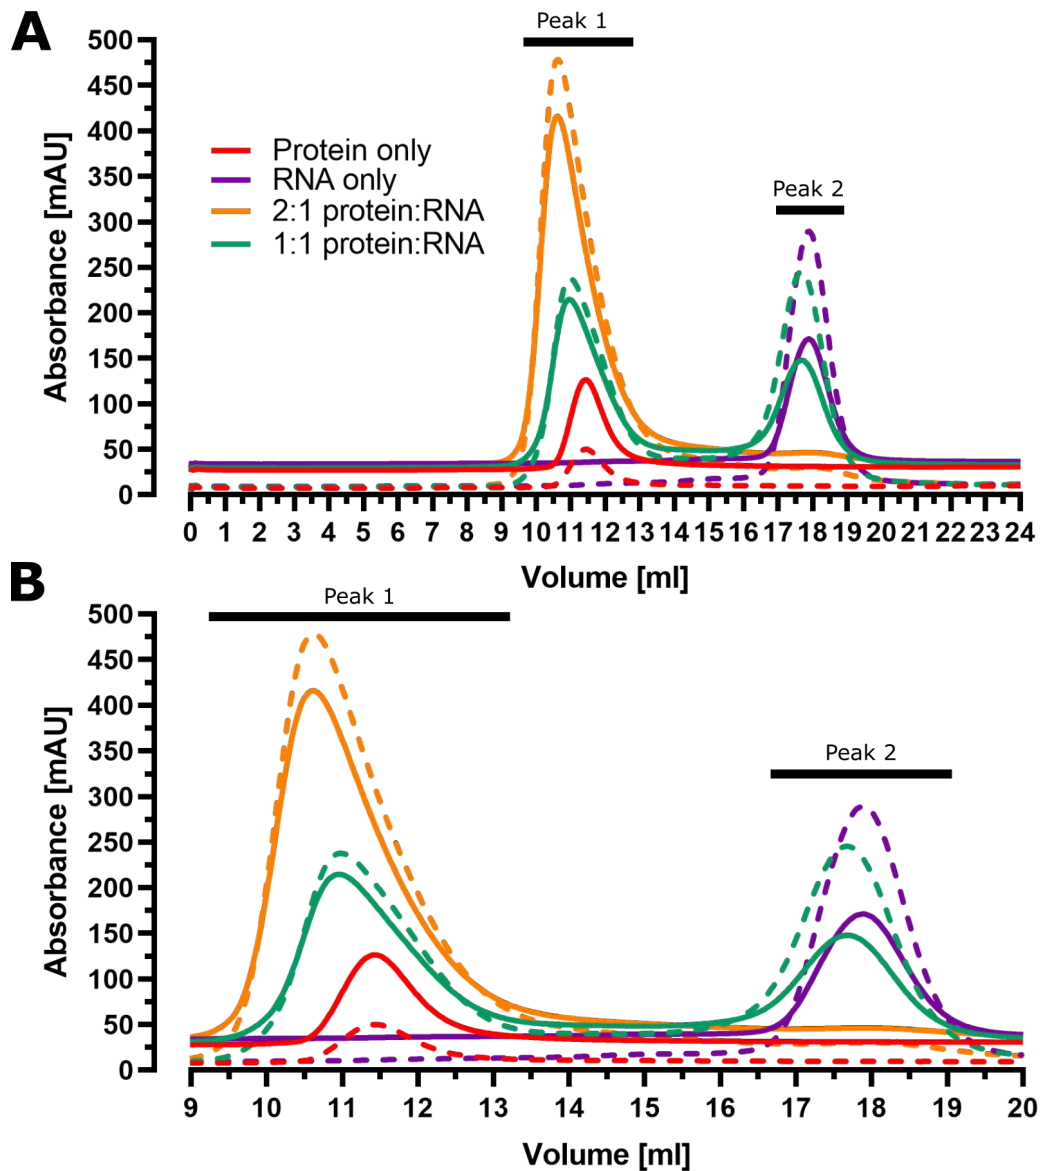 A
Peak 1
500
450
400
350
300
250
200
150
100
50
0
Absorbance [mAU]
Protein only
RNA only
2:1 protein:RNA
1:1 protein:RNA
Peak 2
0 1 2 3 4 5 6 7 8 9 10 11 12 13 14 15 16 17 18 19 20 21 22 23 24
Volume [ml]
B
Peak 1
500
450
400
350
300
250
200
150
100
50
0
Absorbance [mAU]
Peak 2
9 10 11 12 13 14 15 16 17 18 19 20
Volume [ml]